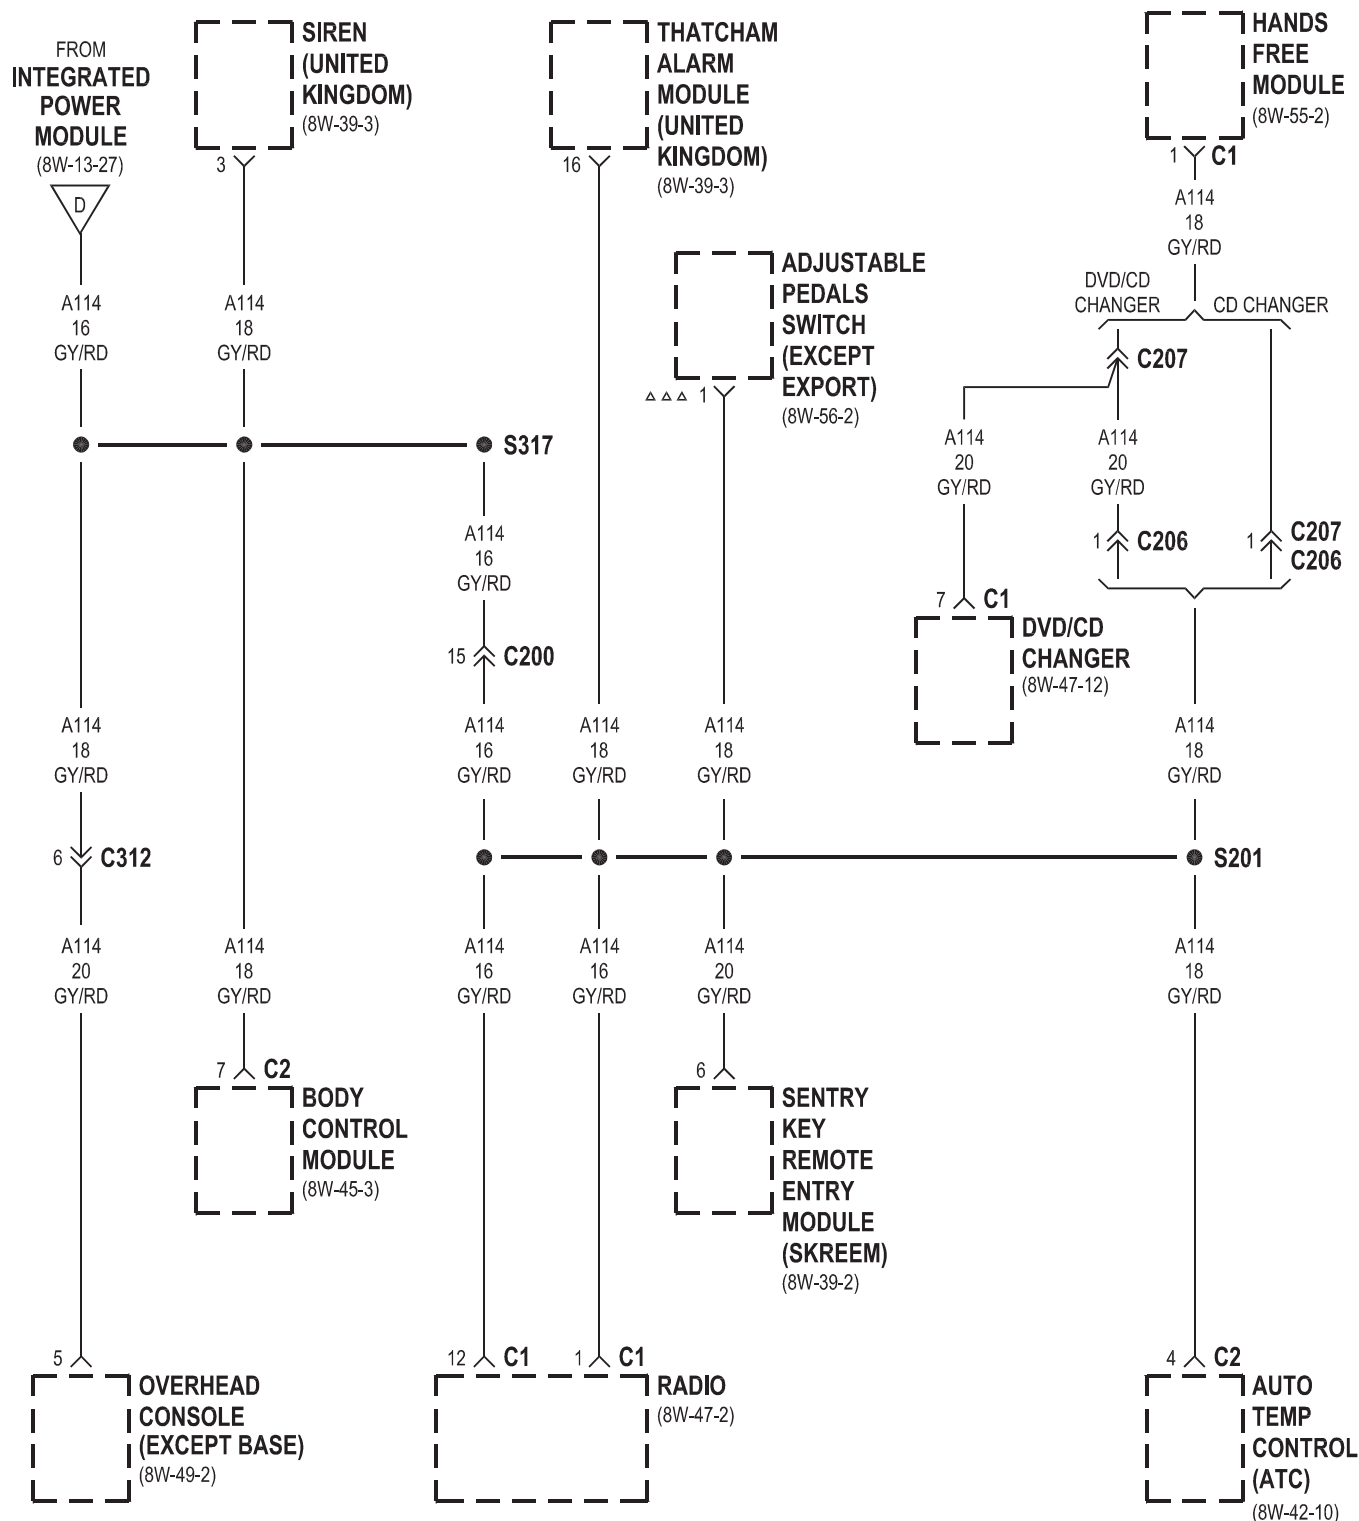 FROM
INTEGRATED
POWER
MODULE
(8W-13-27)
D
SIREN
(UNITED
KINGDOM)
(8W-39-3)
3
THATCHAM
ALARM
MODULE
(UNITED
KINGDOM)
(8W-39-3)
16
HANDS
FREE
MODULE
(8W-55-2)
1 C1
A114
18
GY/RD
ADJUSTABLE
PEDALS
SWITCH
(EXCEPT
EXPORT)
(8W-56-2)
1
DVD/CD
CHANGER
CD CHANGER
C207
A114
16
GY/RD
A114
18
GY/RD
S317
A114
20
GY/RD
A114
20
GY/RD
A114
16
GY/RD
1 C206
1 C207
C206
7 C1
DVD/CD
CHANGER
(8W-47-12)
15 C200
A114
18
GY/RD
A114
16
GY/RD
A114
18
GY/RD
A114
18
GY/RD
A114
18
GY/RD
6 C312
S201
A114
20
GY/RD
A114
18
GY/RD
A114
16
GY/RD
A114
16
GY/RD
A114
20
GY/RD
A114
18
GY/RD
7 C2
BODY
CONTROL
MODULE
(8W-45-3)
6
SENTRY
KEY
REMOTE
ENTRY
MODULE
(SKREEM)
(8W-39-2)
5
OVERHEAD
CONSOLE
(EXCEPT BASE)
(8W-49-2)
12 C1
1 C1
RADIO
(8W-47-2)
4 C2
AUTO
TEMP
CONTROL
(ATC)
(8W-42-10)